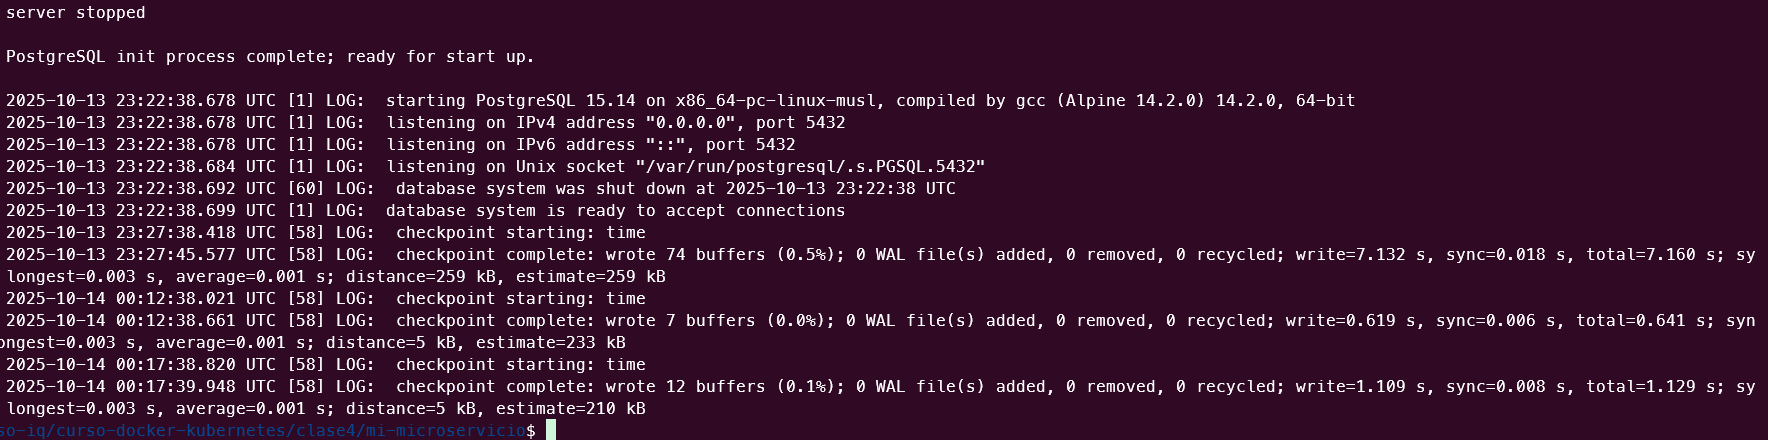 server stopped
PostgreSQL init process complete; ready for start up.
2025-10-13 23:22:38.678 UTC [1] LOG:  starting PostgreSQL 15.14 on x86_64-pc-linux-musl, compiled by gcc (Alpine 14.2.0) 14.2.0, 64-bit
2025-10-13 23:22:38.678 UTC [1] LOG:  listening on IPv4 address "0.0.0.0", port 5432
2025-10-13 23:22:38.678 UTC [1] LOG:  listening on IPv6 address "::", port 5432
2025-10-13 23:22:38.684 UTC [1] LOG:  listening on Unix socket "/var/run/postgresql/.s.PGSQL.5432"
2025-10-13 23:22:38.692 UTC [60] LOG:  database system was shut down at 2025-10-13 23:22:38 UTC
2025-10-13 23:22:38.699 UTC [1] LOG:  database system is ready to accept connections
2025-10-13 23:27:38.418 UTC [58] LOG:  checkpoint starting: time
2025-10-13 23:27:45.577 UTC [58] LOG:  checkpoint complete: wrote 74 buffers (0.5%); 0 WAL file(s) added, 0 removed, 0 recycled; write=7.132 s, sync=0.018 s, total=7.160 s; sy
longest=0.003 s, average=0.001 s; distance=259 kB, estimate=259 kB
2025-10-14 00:12:38.021 UTC [58] LOG:  checkpoint starting: time
2025-10-14 00:12:38.661 UTC [58] LOG:  checkpoint complete: wrote 7 buffers (0.0%); 0 WAL file(s) added, 0 removed, 0 recycled; write=0.619 s, sync=0.006 s, total=0.641 s; syn
ongest=0.003 s, average=0.001 s; distance=5 kB, estimate=233 kB
2025-10-14 00:17:38.820 UTC [58] LOG:  checkpoint starting: time
2025-10-14 00:17:39.948 UTC [58] LOG:  checkpoint complete: wrote 12 buffers (0.1%); 0 WAL file(s) added, 0 removed, 0 recycled; write=1.109 s, sync=0.008 s, total=1.129 s; sy
longest=0.003 s, average=0.001 s; distance=5 kB, estimate=210 kB
so-iq/curso-docker-kubernetes/clase4/mi-microservicio$